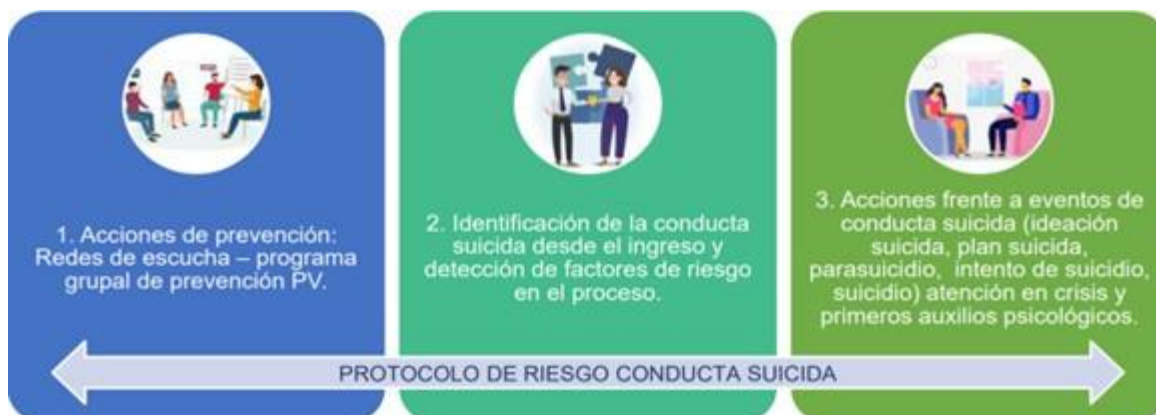 1. Acciones de prevención:
Redes de escucha – programa
grupal de prevención PV.
2. Identificación de la conducta
suicida desde el ingreso y
detección de factores de riesgo
en el proceso.
3. Acciones frente a eventos de
conducta suicida (ideación
suicida, plan suicida,
parasuicidio, intento de suicidio,
suicidio) atención en crisis y
primeros auxilios psicológicos.
PROTOCOLO DE RIESGO CONDUCTA SUICIDA